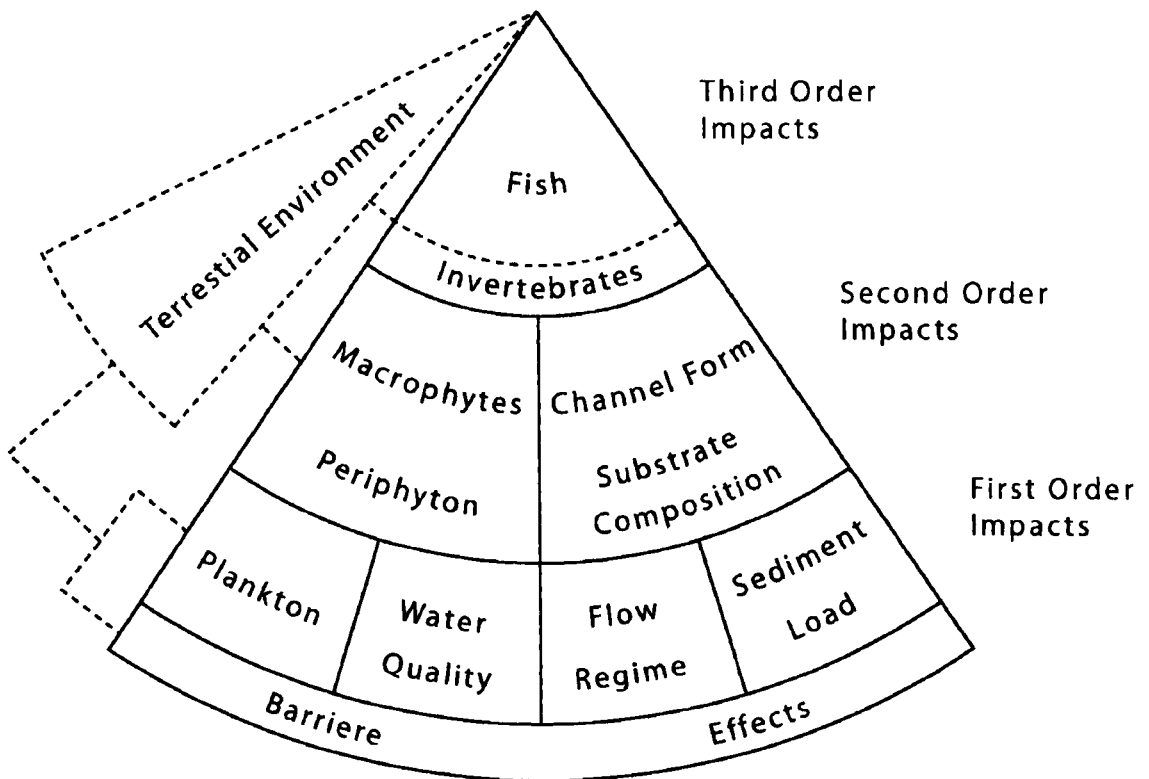 Third Order
Impacts
Terrestial Environment
Fish
Invertebrates
Second Order
Impacts
Macrophytes
Channel Form
Periphyton
Substrate
Composition
First Order
Impacts
Plankton
Water
Quality
Flow
Regime
Sediment
Load
Barriere
Effects